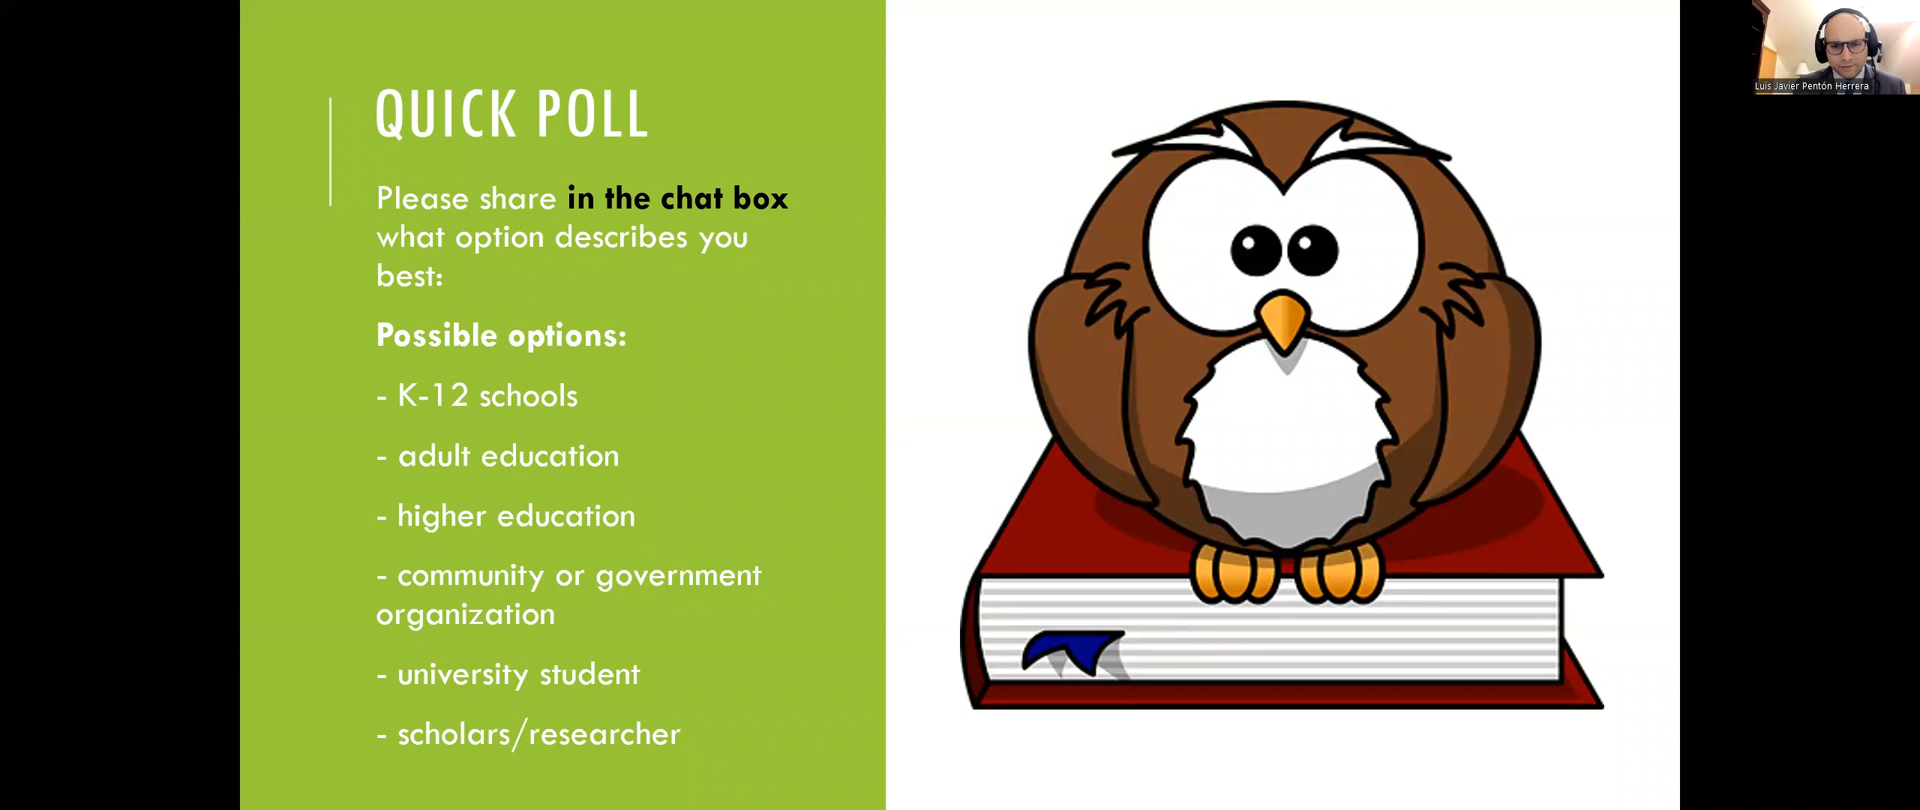 QUICK POLL
Please share in the chat box
what option describes you
best:
Possible options:
- K-12 schools
- adult education
- higher education
- community or government
organization
- university student
- scholars/researcher
Luis Javier Pentón Herrera